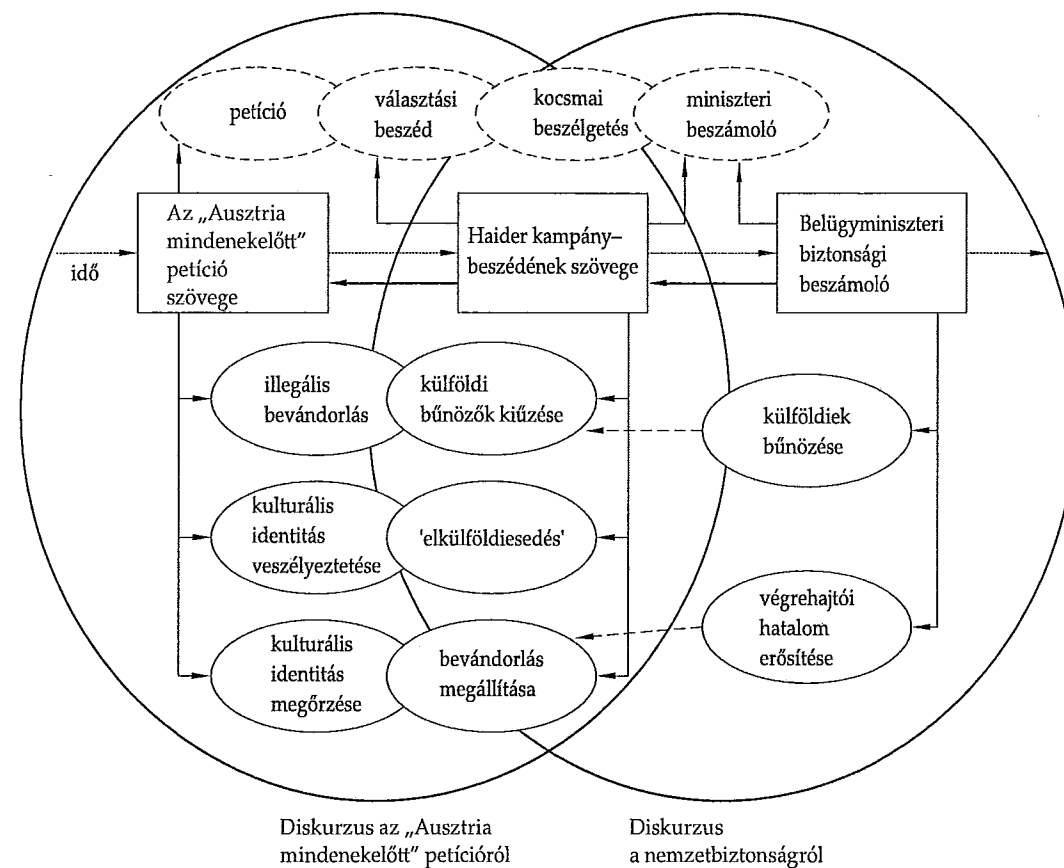 petíció
választási
beszéd
kocsmai
beszélgetés
miniszteri
beszámoló
idő
Az „Ausztria
mindenekelőtt”
petíció
szövege
Haider kampány–
beszédének szövege
Belügyminiszteri
biztonsági
beszámoló
illegális
bevándorlás
külföldi
bűnözők kiűzése
külföldiek
bűnözése
kulturális
identitás
veszélyeztetése
'elkülföldiesedés'
kulturális
identitás
megőrzése
bevándorlás
megállítása
végrehajtói
hatalom
erősítése
Diskurzus az „Ausztria
mindenekelőtt” petícióról
Diskurzus
a nemzetbiztonságról